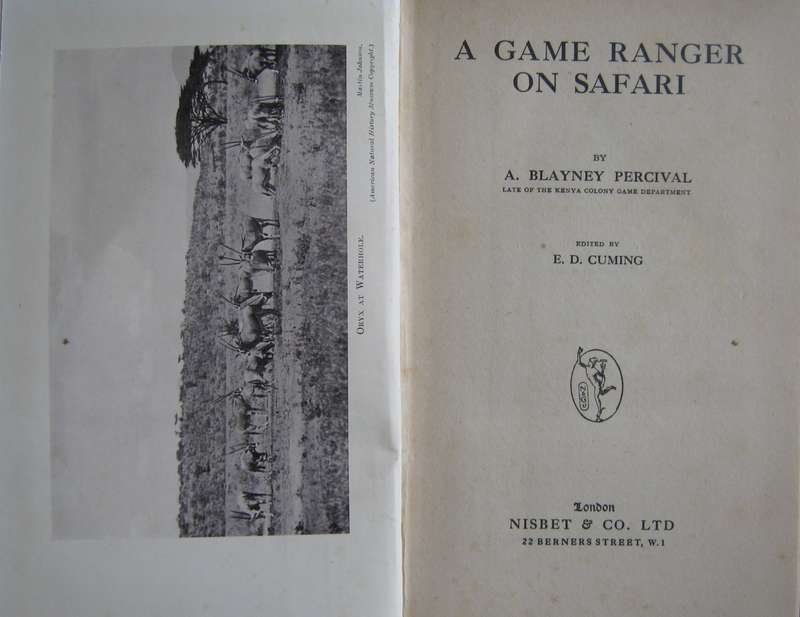 ORYX AT WATERHOLE.
Martin Johnson,
(American Natural History Museum Copyright.)
A GAME RANGER
ON SAFARI
BY
A. BLAYNEY PERCIVAL
LATE OF THE KENYA COLONY GAME DEPARTMENT
EDITED BY
E. D. CUMING
London
NISBET & CO. LTD
22 BERNERS STREET, W.1